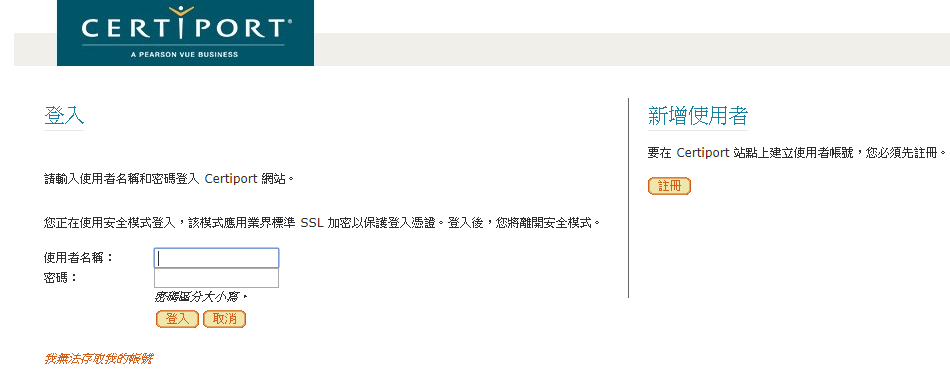 CERTIPORT
A PEARSON VUE BUSINESS
登入
請輸入使用者名稱和密碼登入 Certiport 網站。
您正在使用安全模式登入，該模式應用業界標準 SSL 加密以保護登入憑證。登入後，您將離開安全模式。
使用者名稱：
密碼：
密碼區分大小寫。
登入 取消
我無法存取我的帳號
新增使用者
要在 Certiport 站點上建立使用者帳號，您必須先註冊。
註冊